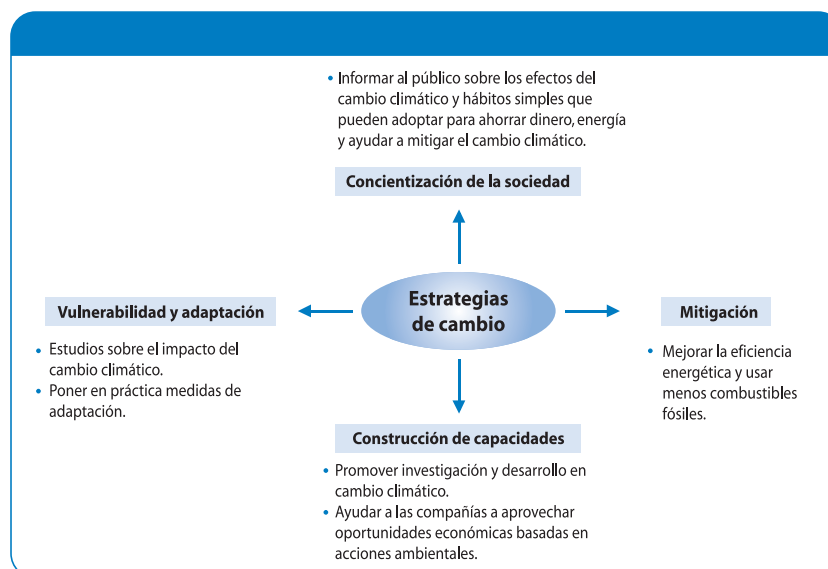 • Informar al público sobre los efectos del
cambio climático y hábitos simples que
pueden adoptar para ahorrar dinero, energía
y ayudar a mitigar el cambio climático.
Concientización de la sociedad
Estrategias
de cambio
Vulnerabilidad y adaptación
• Estudios sobre el impacto del
cambio climático.
• Poner en práctica medidas de
adaptación.
Mitigación
• Mejorar la eficiencia
energética y usar
menos combustibles
fósiles.
Construcción de capacidades
• Promover investigación y desarrollo en
cambio climático.
• Ayudar a las compañías a aprovechar
oportunidades económicas basadas en
acciones ambientales.